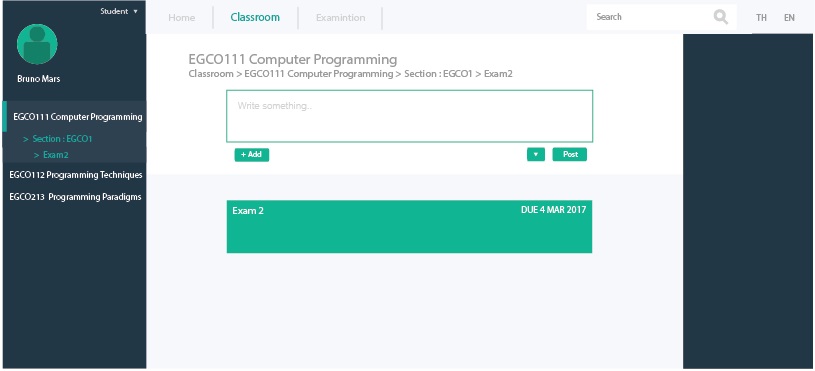 Student ▼
Home
Classroom
Examintion
Search
TH
EN
Bruno Mars
EGCO111 Computer Programming
> Section : EGCO1
> Exam2
EGCO112 Programming Techniques
EGCO213 Programming Paradigms
EGCO111 Computer Programming
Classroom > EGCO111 Computer Programming > Section : EGCO1 > Exam2
Write something..
+ Add
▼
Post
Exam 2
DUE 4 MAR 2017